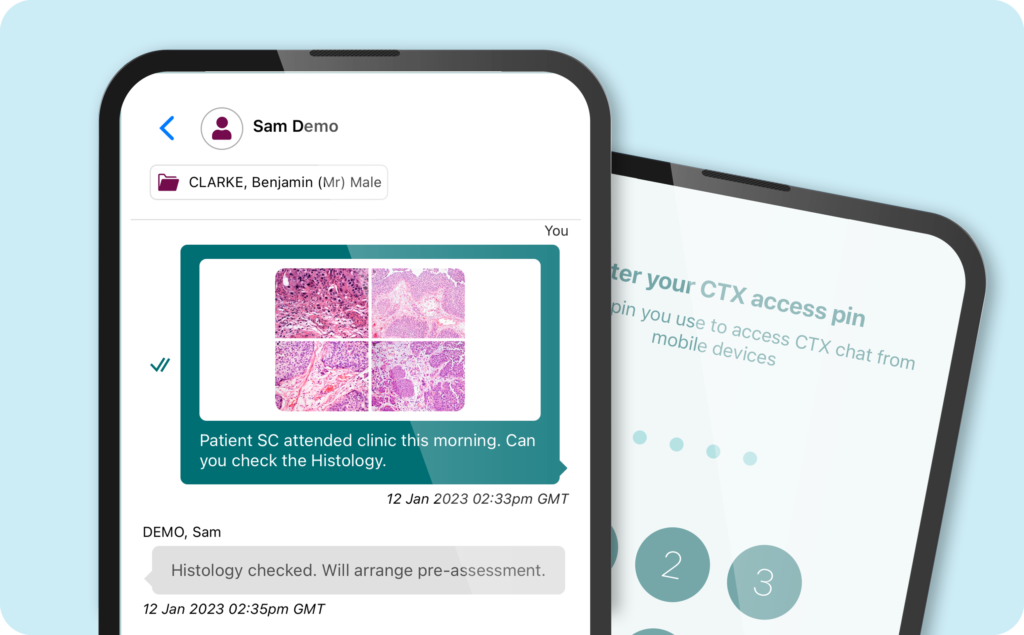 Sam Demo
CLARKE, Benjamin (Mr) Male
You
Patient SC attended clinic this morning. Can
you check the Histology.
12 Jan 2023 02:33pm GMT
DEMO, Sam
Histology checked. Will arrange pre-assessment.
12 Jan 2023 02:35pm GMT
your CTX access pin
pin you use to access CTX chat from
mobile devices
2
3